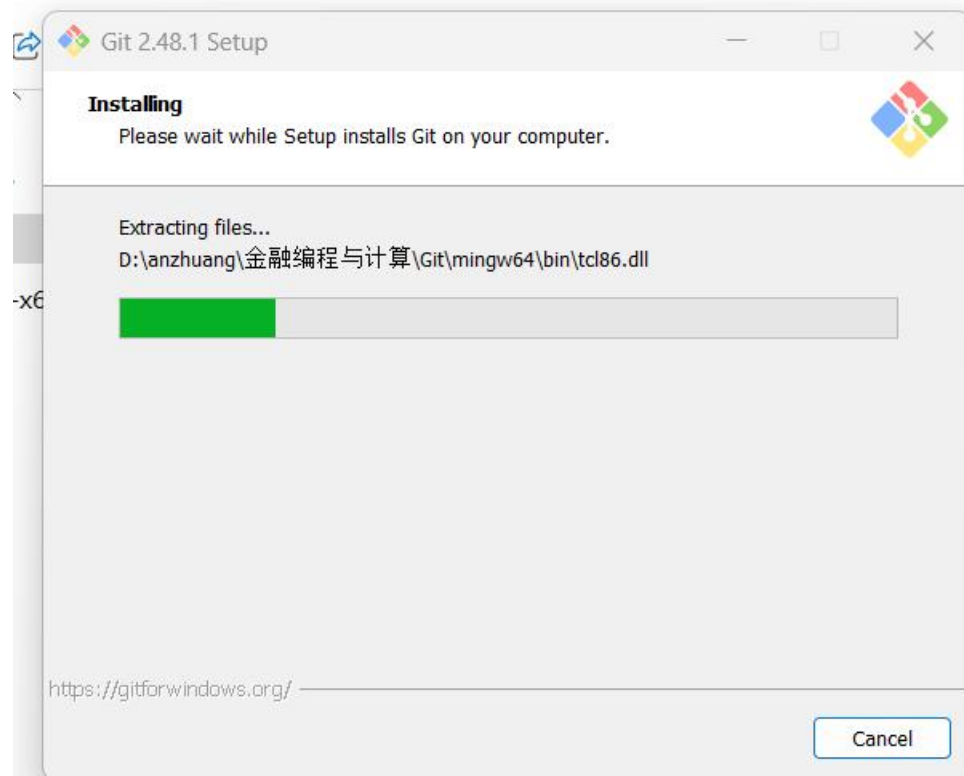 Git 2.48.1 Setup
Installing
Please wait while Setup installs Git on your computer.
Extracting files...
D:\anzhuang\金融编程与计算\Git\mingw64\bin\tcl86.dll
-x6
https://gitforwindows.org/
Cancel